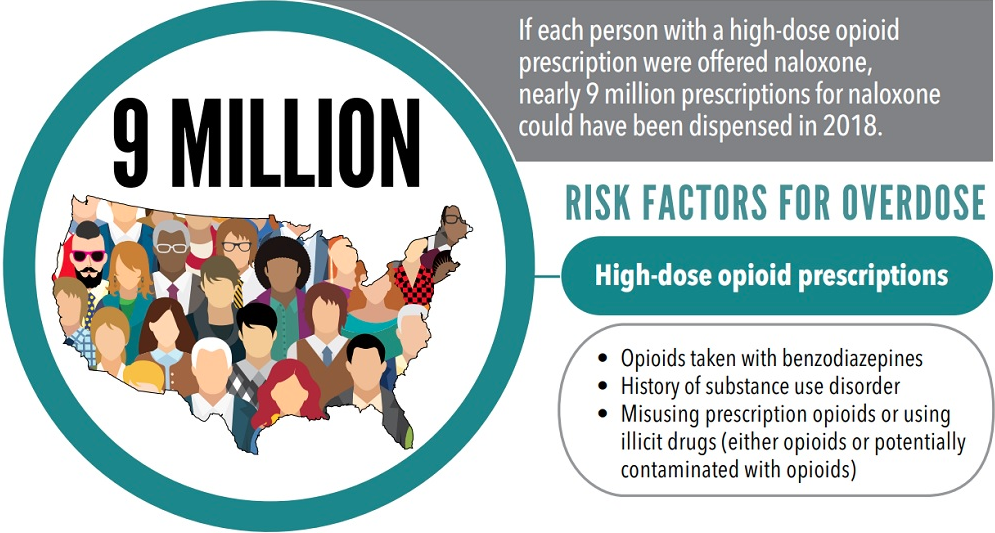 9 MILLION
If each person with a high-dose opioid
prescription were offered naloxone,
nearly 9 million prescriptions for naloxone
could have been dispensed in 2018.
RISK FACTORS FOR OVERDOSE
High-dose opioid prescriptions
• Opioids taken with benzodiazepines
• History of substance use disorder
• Misusing prescription opioids or using
illicit drugs (either opioids or potentially
contaminated with opioids)